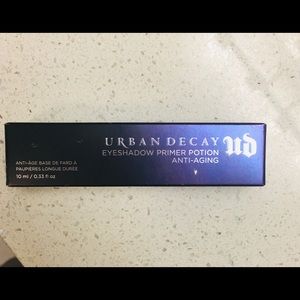 URBAN DECAY
EYESHADOW PRIMER POTION
ANTI-AGING
ud
ANTI-ÂGE BASE DE FARD À
PAUPIÈRES LONGUE DURÉE
10 ml / 0.33 fl oz